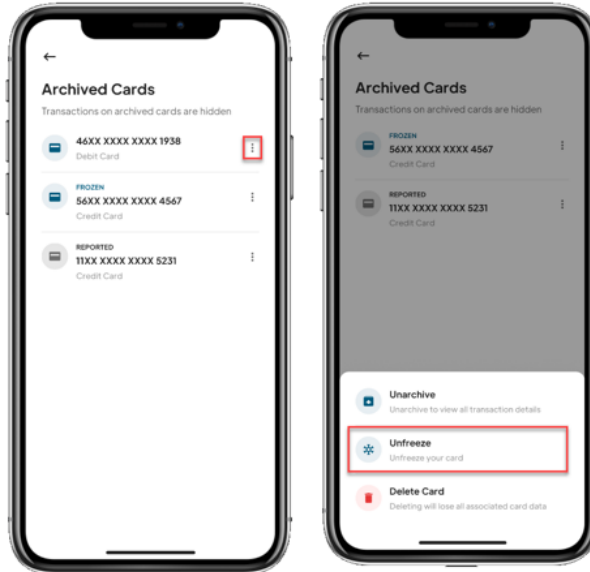 Archived Cards
Transactions on archived cards are hidden
46XX XXXX XXXX 1938
Debit Card
FROZEN
56XX XXXX XXXX 4567
Credit Card
REPORTED
11XX XXXX XXXX 5231
Credit Card
Archived Cards
Transactions on archived cards are hidden
FROZEN
56XX XXXX XXXX 4567
Credit Card
REPORTED
11XX XXXX XXXX 5231
Credit Card
Unarchive
Unarchive to view all transaction details
Unfreeze
Unfreeze your card
Delete Card
Deleting will lose all associated card data